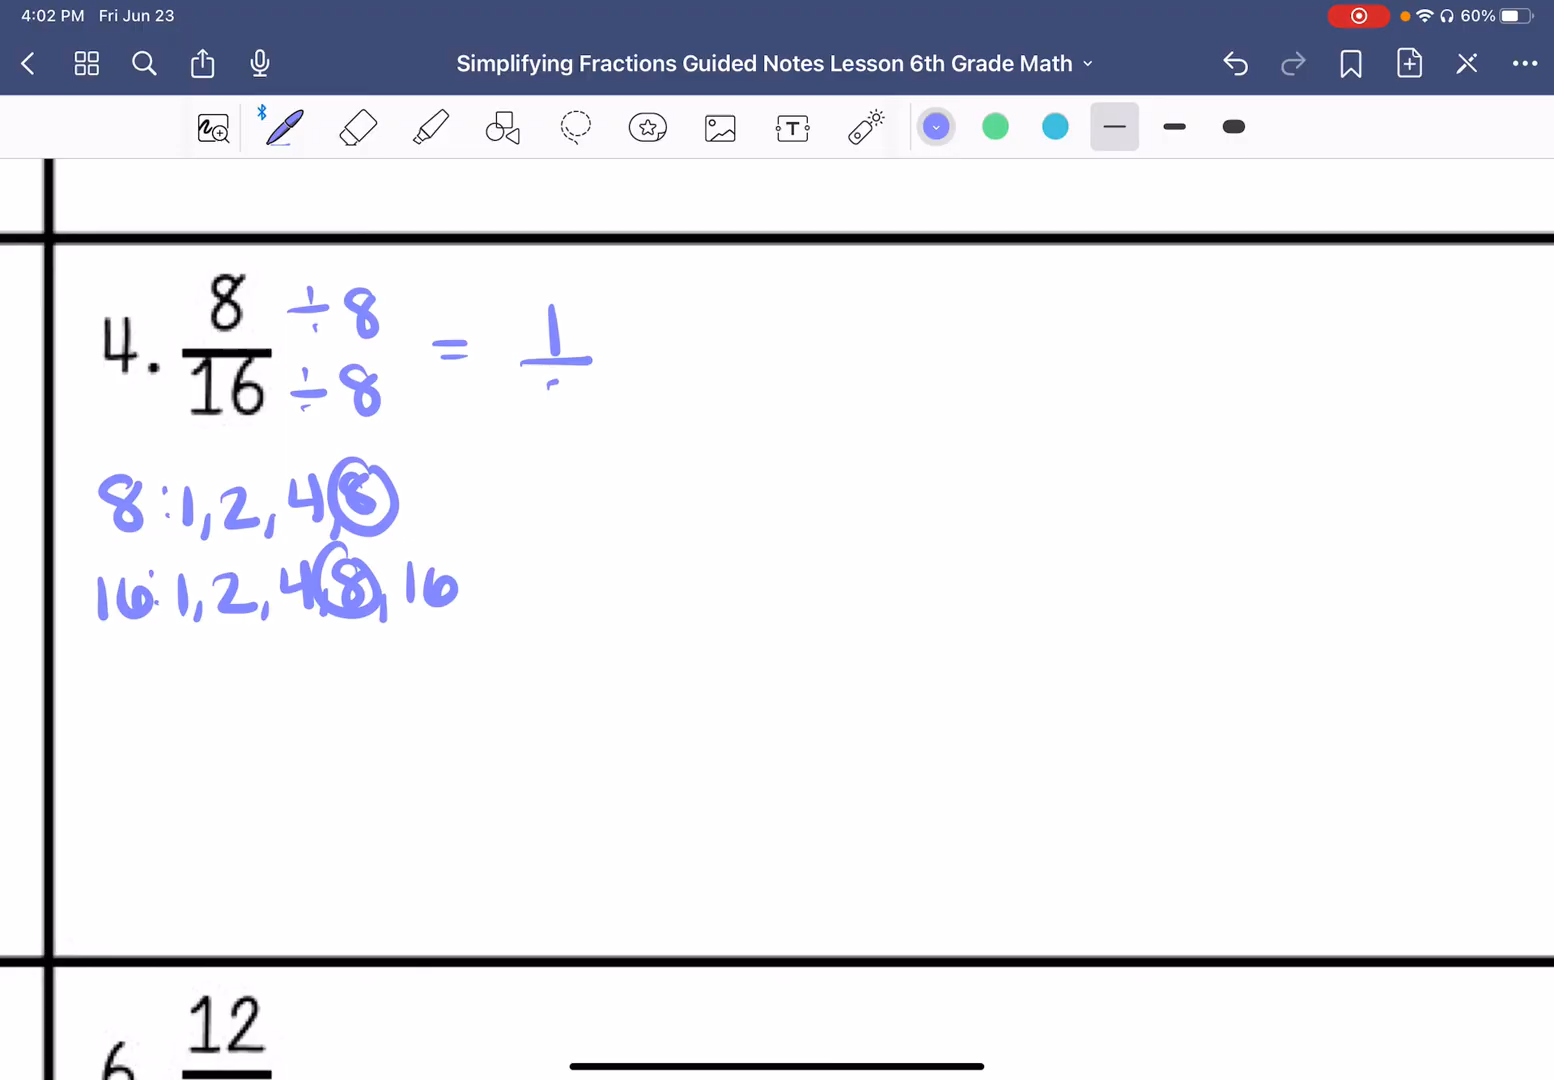 4:02 PM Fri Jun 23
60%
Simplifying Fractions Guided Notes Lesson 6th Grade Math
T
4. 8/16 ÷8/÷8 = 1/
8: 1, 2, 4, 8
16: 1, 2, 4, 8, 16
6 12